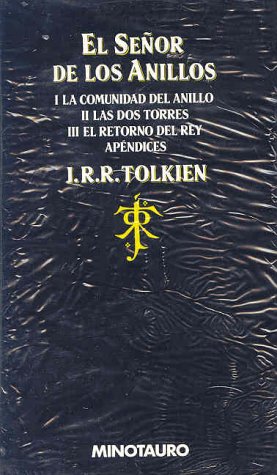 EL SEÑOR
DE LOS ANILLOS
I LA COMUNIDAD DEL ANILLO
II LAS DOS TORRES
III EL RETORNO DEL REY
APÉNDICES
J.R.R. TOLKIEN
MINOTAURO